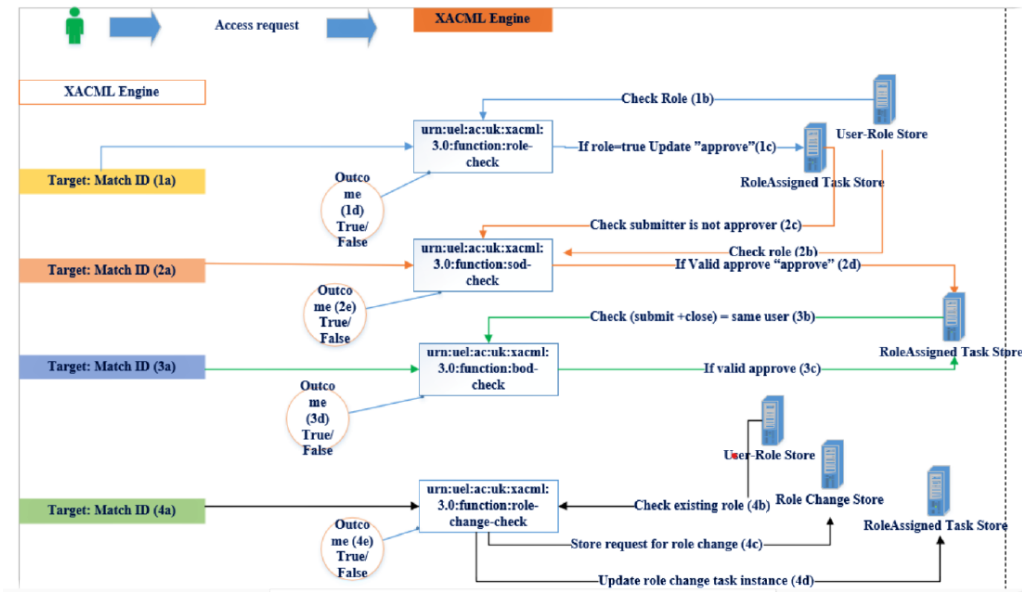 Access request
XACML Engine
XACML Engine
Check Role (1b)
User-Role Store
urn:uel:ac:uk:xacml:
3.0:function:role-
check
If role=true Update ”approve”(1c)
RoleAssigned Task Store
Target: Match ID (1a)
Outco
me
(1d)
True/
False
Check submitter is not approver (2c)
urn:uel:ac:uk:xacml:
3.0:function:sod-
check
Check role (2b)
If Valid approve “approve” (2d)
Target: Match ID (2a)
Outco
me (2e)
True/
False
Check (submit +close) = same user (3b)
RoleAssigned Task Store
urn:uel:ac:uk:xacml:
3.0:function:bod-
check
If valid approve (3c)
Target: Match ID (3a)
Outco
me
(3d)
True/
False
User-Role Store
Role Change Store
RoleAssigned Task Store
urn:uel:ac:uk:xacml:
3.0:function:role-
change-check
Check existing role (4b)
Target: Match ID (4a)
Outco
me (4e)
True/
False
Store request for role change (4c)
Update role change task instance (4d)